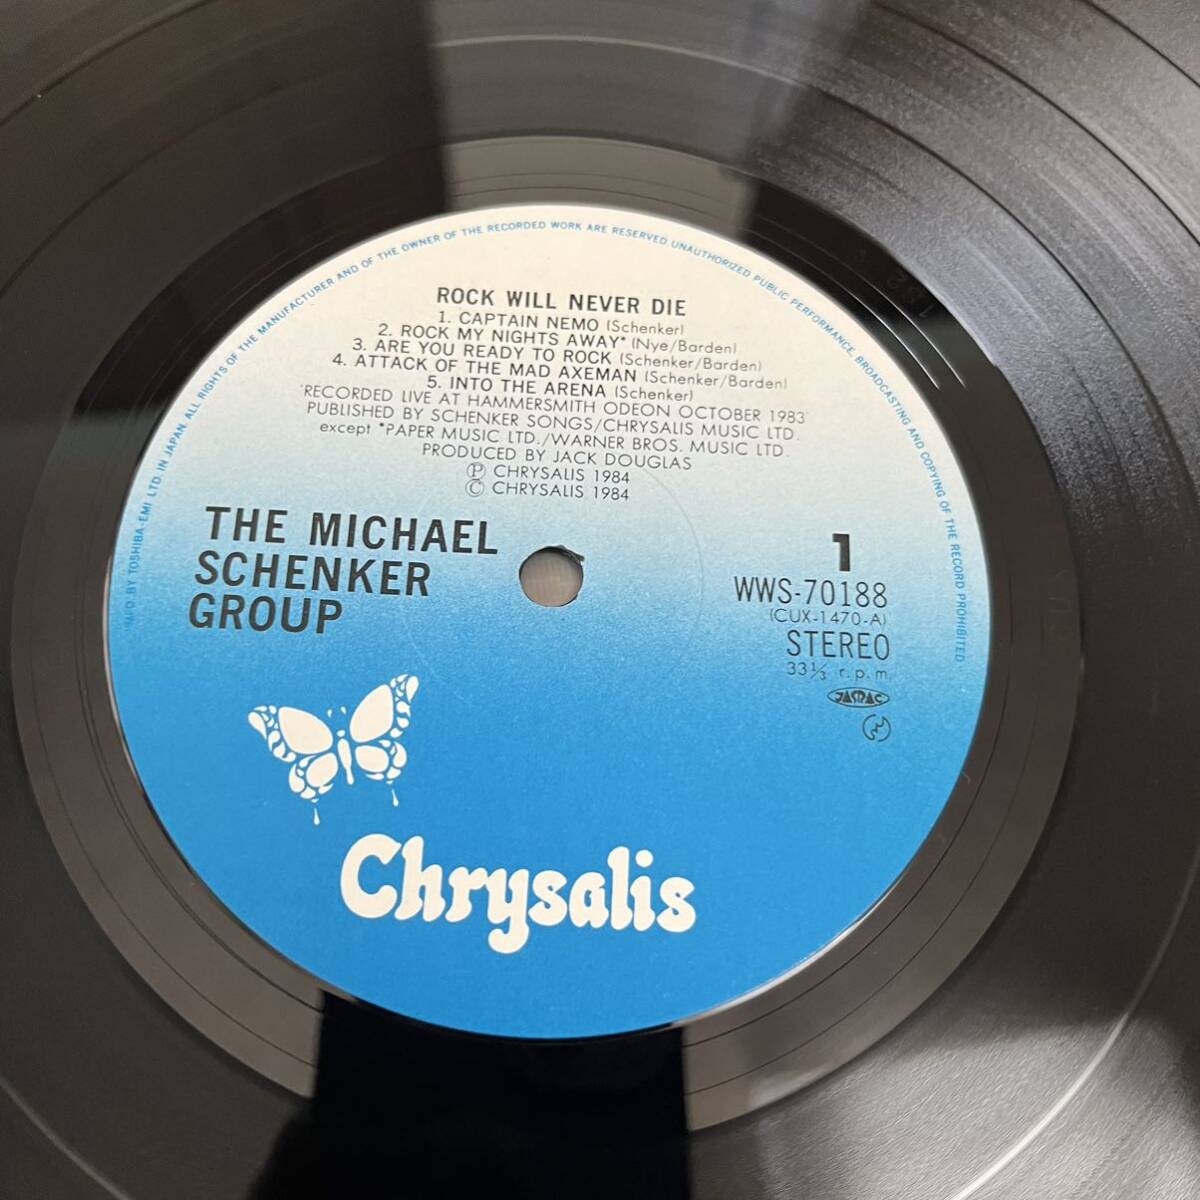 MFD BY TOSHIBA-EMI LTD. IN JAPAN. ALL RIGHTS OF THE MANUFACTURER AND OF THE OWNER OF THE RECORDED WORK ARE RESERVED. UNAUTHORIZED PUBLIC PERFORMANCE, BROADCASTING AND COPYING OF THE RECORD PROHIBITED
ROCK WILL NEVER DIE
1. CAPTAIN NEMO (Schenker)
2. ROCK MY NIGHTS AWAY* (Nye/Barden)
3. ARE YOU READY TO ROCK (Schenker/Barden)
4. ATTACK OF THE MAD AXEMAN (Schenker/Barden)
5. INTO THE ARENA (Schenker)
'RECORDED LIVE AT HAMMERSMITH ODEON OCTOBER 1983'
PUBLISHED BY SCHENKER SONGS/CHRYSALIS MUSIC LTD.
except *PAPER MUSIC LTD./WARNER BROS. MUSIC LTD.
PRODUCED BY JACK DOUGLAS
Ⓟ CHRYSALIS 1984
© CHRYSALIS 1984
THE MICHAEL
SCHENKER
GROUP
1
WWS-70188
(CUX-1470-A)
STEREO
33⅓ r.p.m.
JASRAC
Chrysalis